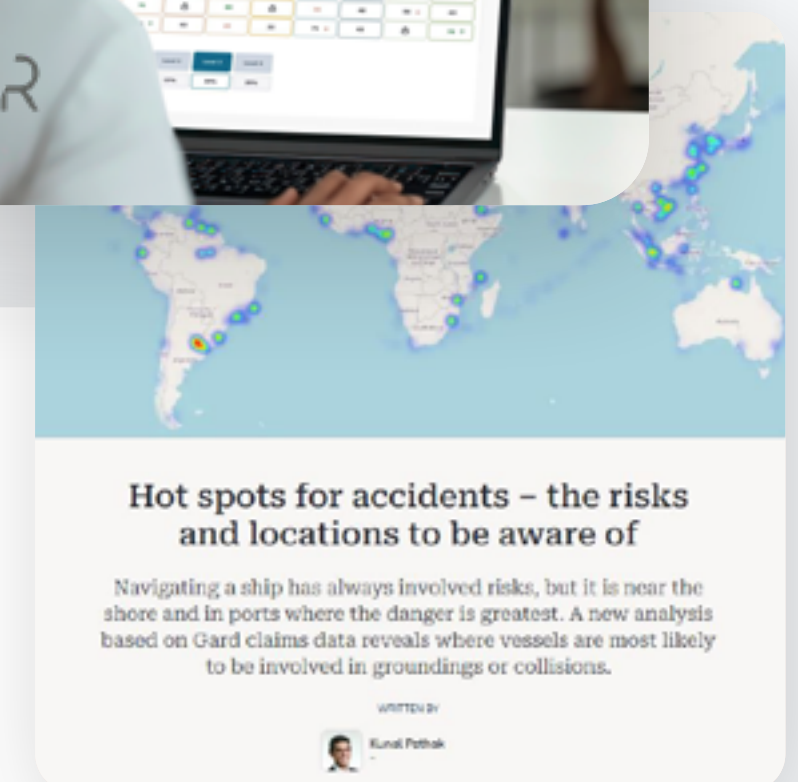 R
Hot spots for accidents – the risks
and locations to be aware of
Navigating a ship has always involved risks, but it is near the
shore and in ports where the danger is greatest. A new analysis
based on Gard claims data reveals where vessels are most likely
to be involved in groundings or collisions.
WRITTEN BY
Kunal Pathak